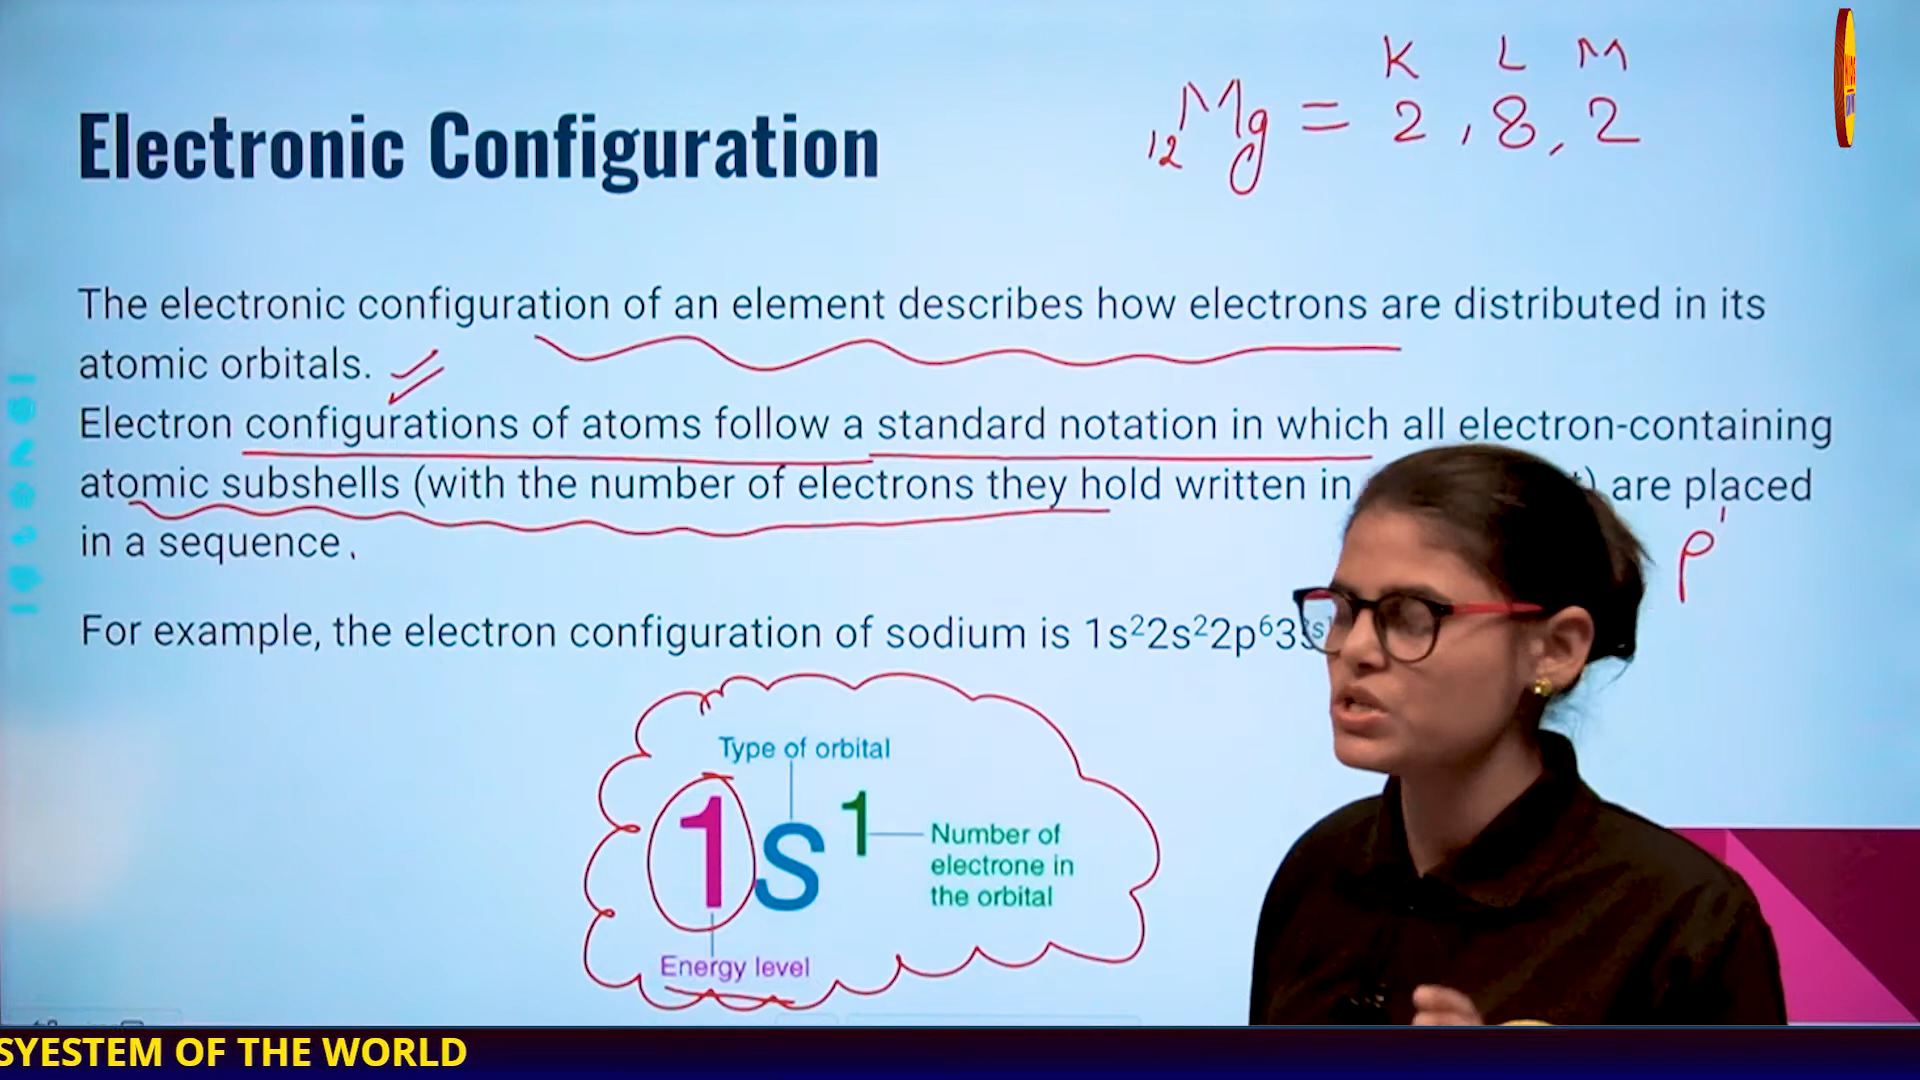 K L M
₁₂Mg = 2 , 8 , 2
Electronic Configuration
The electronic configuration of an element describes how electrons are distributed in its
atomic orbitals.
Electron configurations of atoms follow a standard notation in which all electron-containing
atomic subshells (with the number of electrons they hold written in ) are placed
in a sequence.
p¹
For example, the electron configuration of sodium is 1s²2s²2p⁶3s¹
Type of orbital
1s¹
Number of
electrone in
the orbital
Energy level
SYESTEM OF THE WORLD